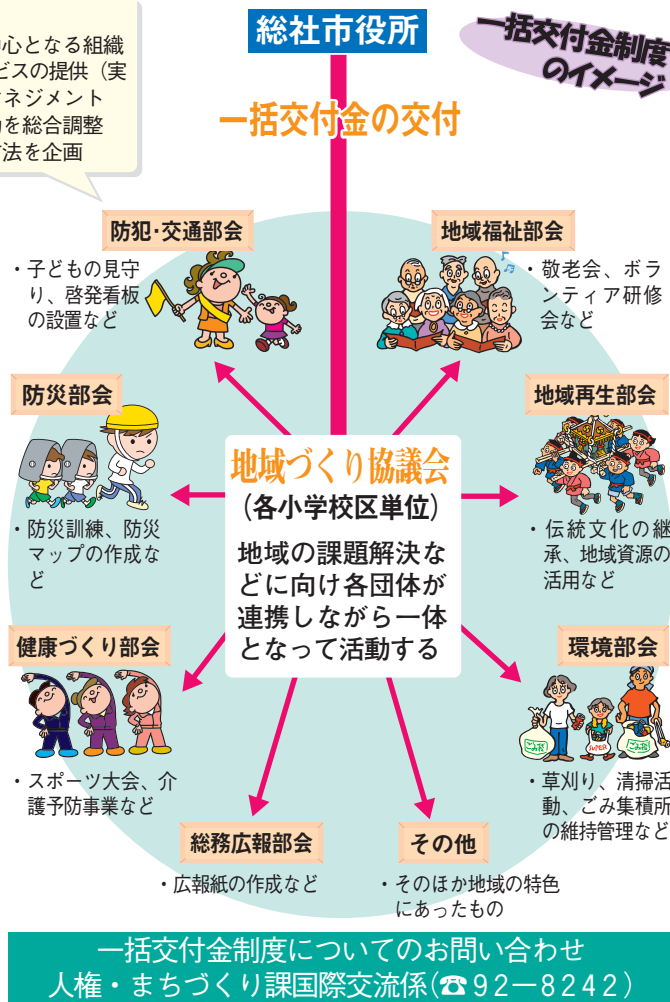 心となる組織
ビスの提供（実
ネジメント
を総合調整
法を企画
総社市役所
一括交付金制度
のイメージ
一括交付金の交付
防犯・交通部会
・子どもの見守
り、啓発看板
の設置など
地域福祉部会
・敬老会、ボラ
ンティア研修
会など
防災部会
・防災訓練、防災
マップの作成な
ど
地域再生部会
・伝統文化の継
承、地域資源の
活用など
地域づくり協議会
（各小学校区単位）
地域の課題解決な
どに向け各団体が
連携しながら一体
となって活動する
健康づくり部会
・スポーツ大会、介
護予防事業など
環境部会
ごみ袋
SUPER
ごみ袋
・草刈り、清掃活
動、ごみ集積所
の維持管理など
総務広報部会
・広報紙の作成など
その他
・そのほか地域の特色
にあったもの
一括交付金制度についてのお問い合わせ
人権・まちづくり課国際交流係（☎９２－８２４２）